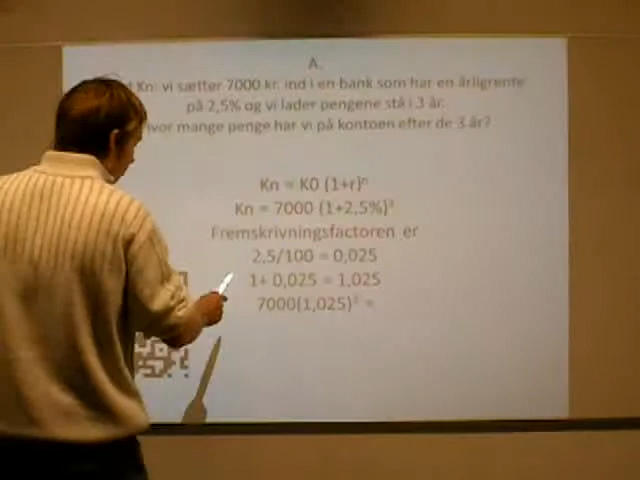 A.
Kn: vi sætter 7000 kr. ind i en bank som har en årligrente
på 2,5% og vi lader pengene stå i 3 år.
hvor mange penge har vi på kontoen efter de 3 år?
Kn = K0 (1+r)ⁿ
Kn = 7000 (1+2,5%)³
Fremskrivningsfactoren er
2,5/100 = 0,025
1+ 0,025 = 1,025
7000(1,025)³ =